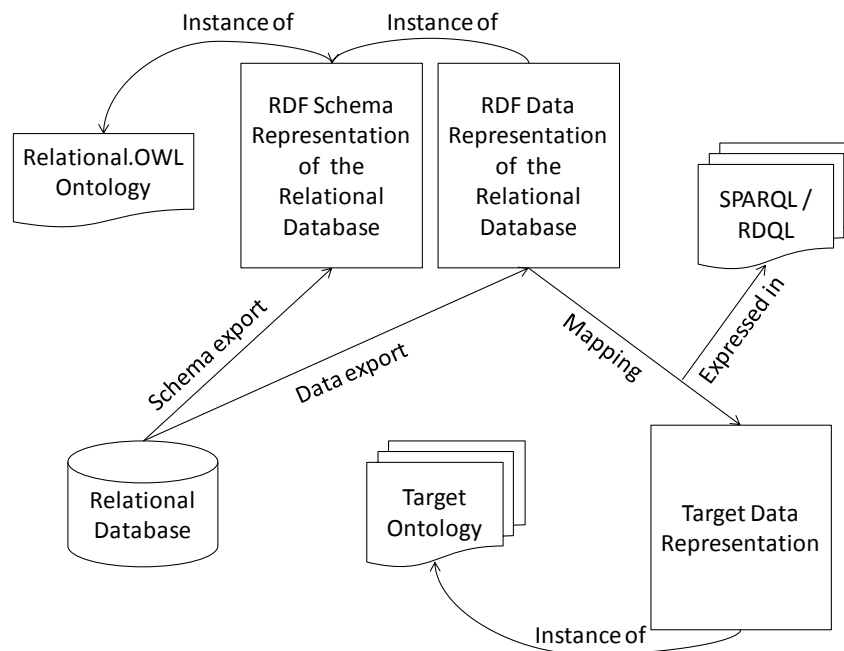 Instance of
Instance of
RDF Schema
Representation
of the
Relational
Database
RDF Data
Representation
of the
Relational
Database
Relational.OWL
Ontology
SPARQL /
RDQL
Schema export
Data export
Mapping
Expressed in
Relational
Database
Target
Ontology
Target Data
Representation
Instance of